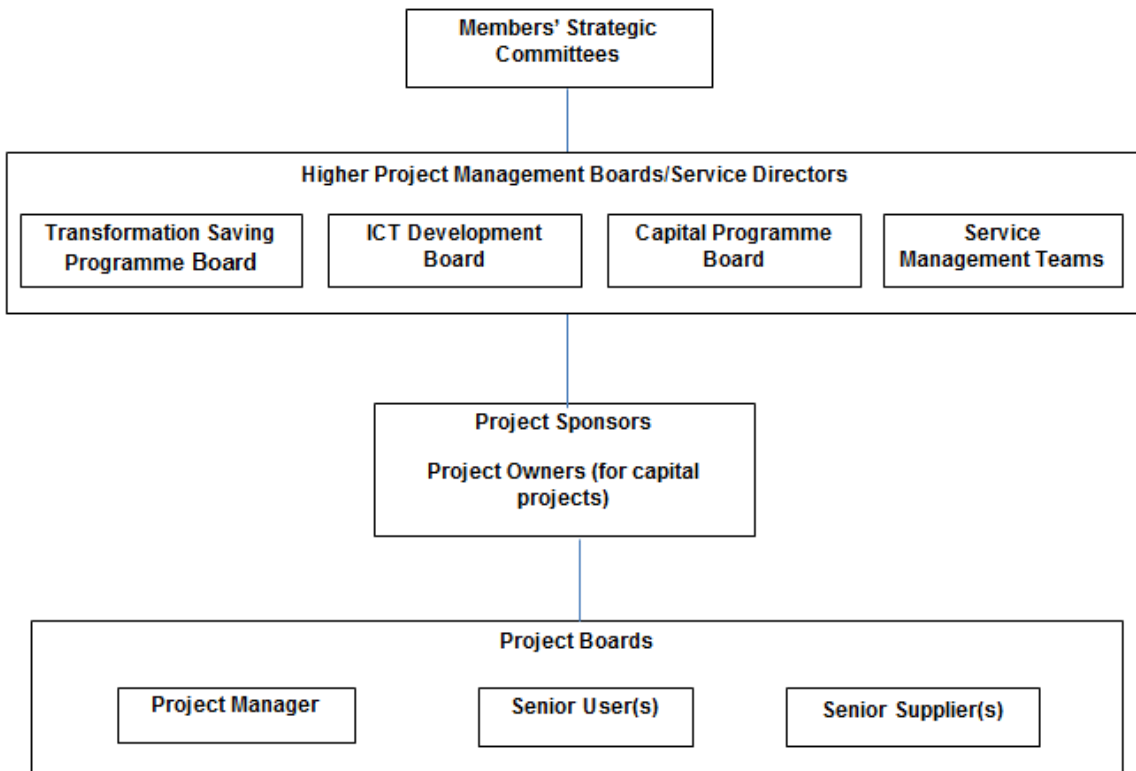 Members’ Strategic
Committees
Higher Project Management Boards/Service Directors
Transformation Saving
Programme Board
ICT Development
Board
Capital Programme
Board
Service
Management Teams
Project Sponsors
Project Owners (for capital
projects)
Project Boards
Project Manager
Senior User(s)
Senior Supplier(s)